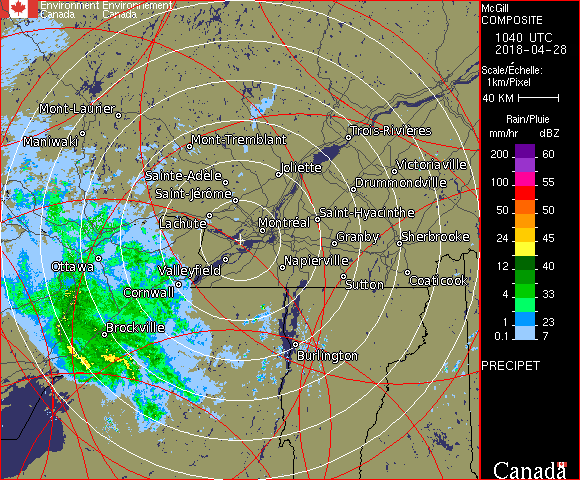 Environment Environnement
Canada Canada
McGill
COMPOSITE
1040 UTC
2018-04-28
Scale/Échelle:
1km/Pixel
40 KM
Rain/Pluie
mm/hr dBZ
200 60
100 55
50 50
24 45
12 40
4 33
1 23
0.1 7
PRECIPET
Canada
Mont-Laurier
Maniwaki
Mont-Tremblant
Trois-Rivières
Victoriaville
Joliette
Sainte-Adèle
Drummondville
Saint-Jérôme
Saint-Hyacinthe
Lachute
Montréal
Granby
Sherbrooke
Ottawa
Valleyfield
Napierville
Coaticook
Sutton
Cornwall
Brockville
Burlington